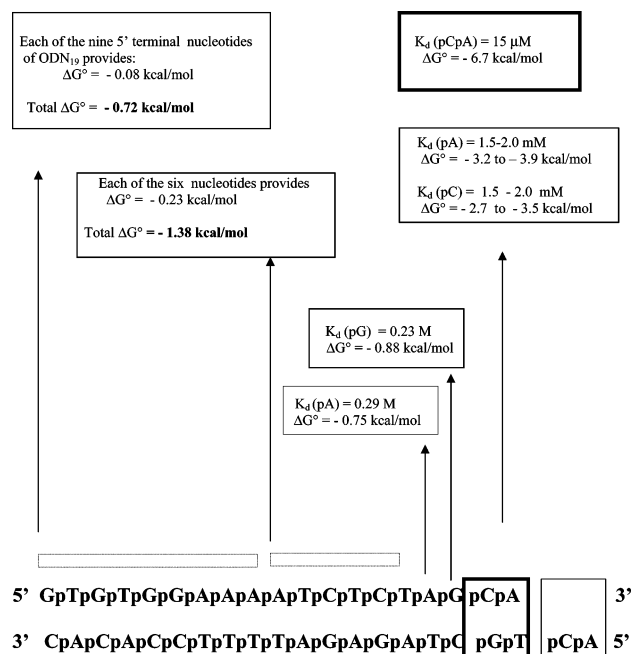 Each of the nine 5’ terminal nucleotides
of ODN19 provides:
ΔG° = - 0.08 kcal/mol
Total ΔG° = - 0.72 kcal/mol
Kd (pCpA) = 15 μM
ΔG° = - 6.7 kcal/mol
Kd (pA) = 1.5-2.0 mM
ΔG° = - 3.2 to – 3.9 kcal/mol
Kd (pC) = 1.5 - 2.0 mM
ΔG° = - 2.7 to - 3.5 kcal/mol
Each of the six nucleotides provides
ΔG° = - 0.23 kcal/mol
Total ΔG° = - 1.38 kcal/mol
Kd (pG) = 0.23 M
ΔG° = - 0.88 kcal/mol
Kd (pA) = 0.29 M
ΔG° = - 0.75 kcal/mol
5’ GpTpGpTpGpGpApApApApTpCpTpCpTpApG pCpA 3’
3’ CpApCpApCpCpTpTpTpTpApGpApGpApTpC pGpT pCpA 5’